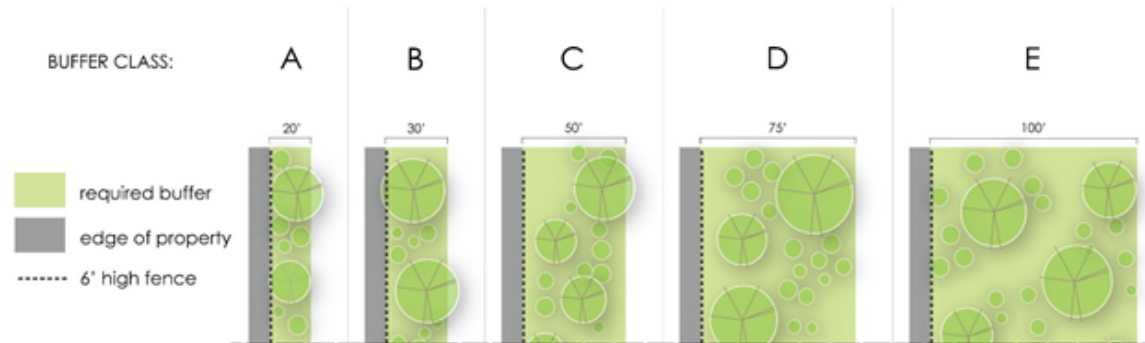 BUFFER CLASS: A B C D E
20' 30' 50' 75' 100'
required buffer
edge of property
6' high fence